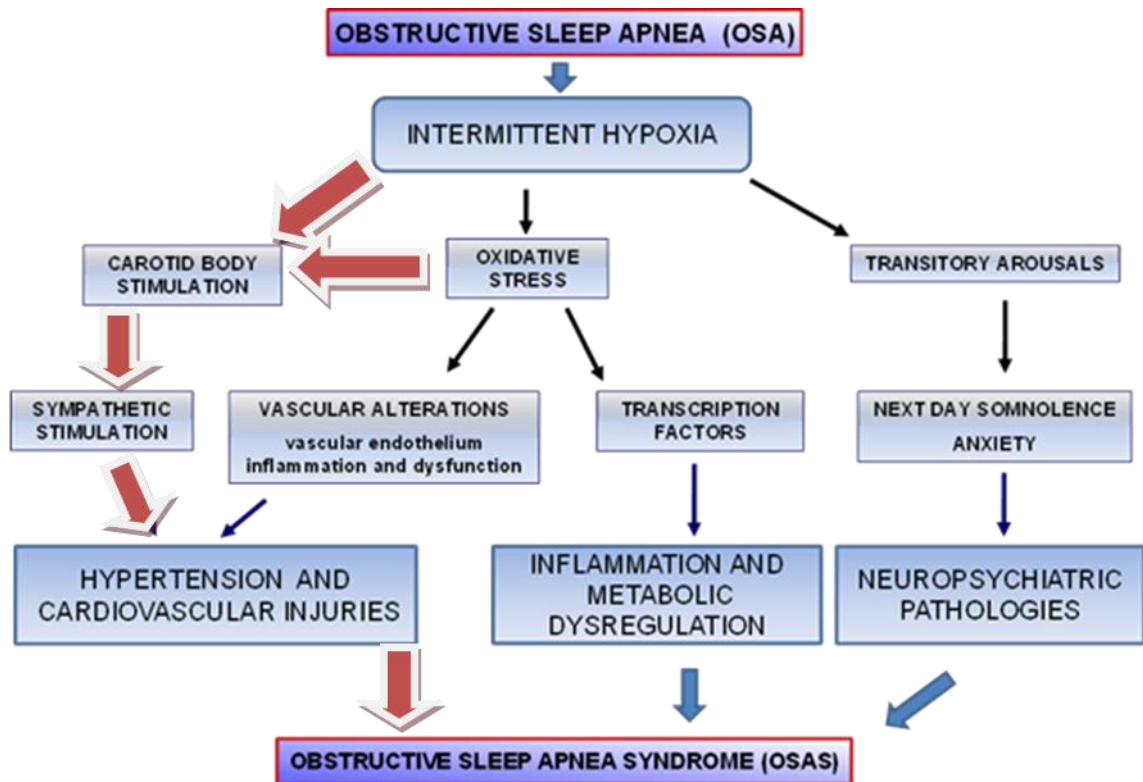 OBSTRUCTIVE SLEEP APNEA (OSA)
INTERMITTENT HYPOXIA
CAROTID BODY
STIMULATION
OXIDATIVE
STRESS
TRANSITORY AROUSALS
SYMPATHETIC
STIMULATION
VASCULAR ALTERATIONS
vascular endothelium
inflammation and dysfunction
TRANSCRIPTION
FACTORS
NEXT DAY SOMNOLENCE
ANXIETY
HYPERTENSION AND
CARDIOVASCULAR INJURIES
INFLAMMATION AND
METABOLIC
DYSREGULATION
NEUROPSYCHIATRIC
PATHOLOGIES
OBSTRUCTIVE SLEEP APNEA SYNDROME (OSAS)